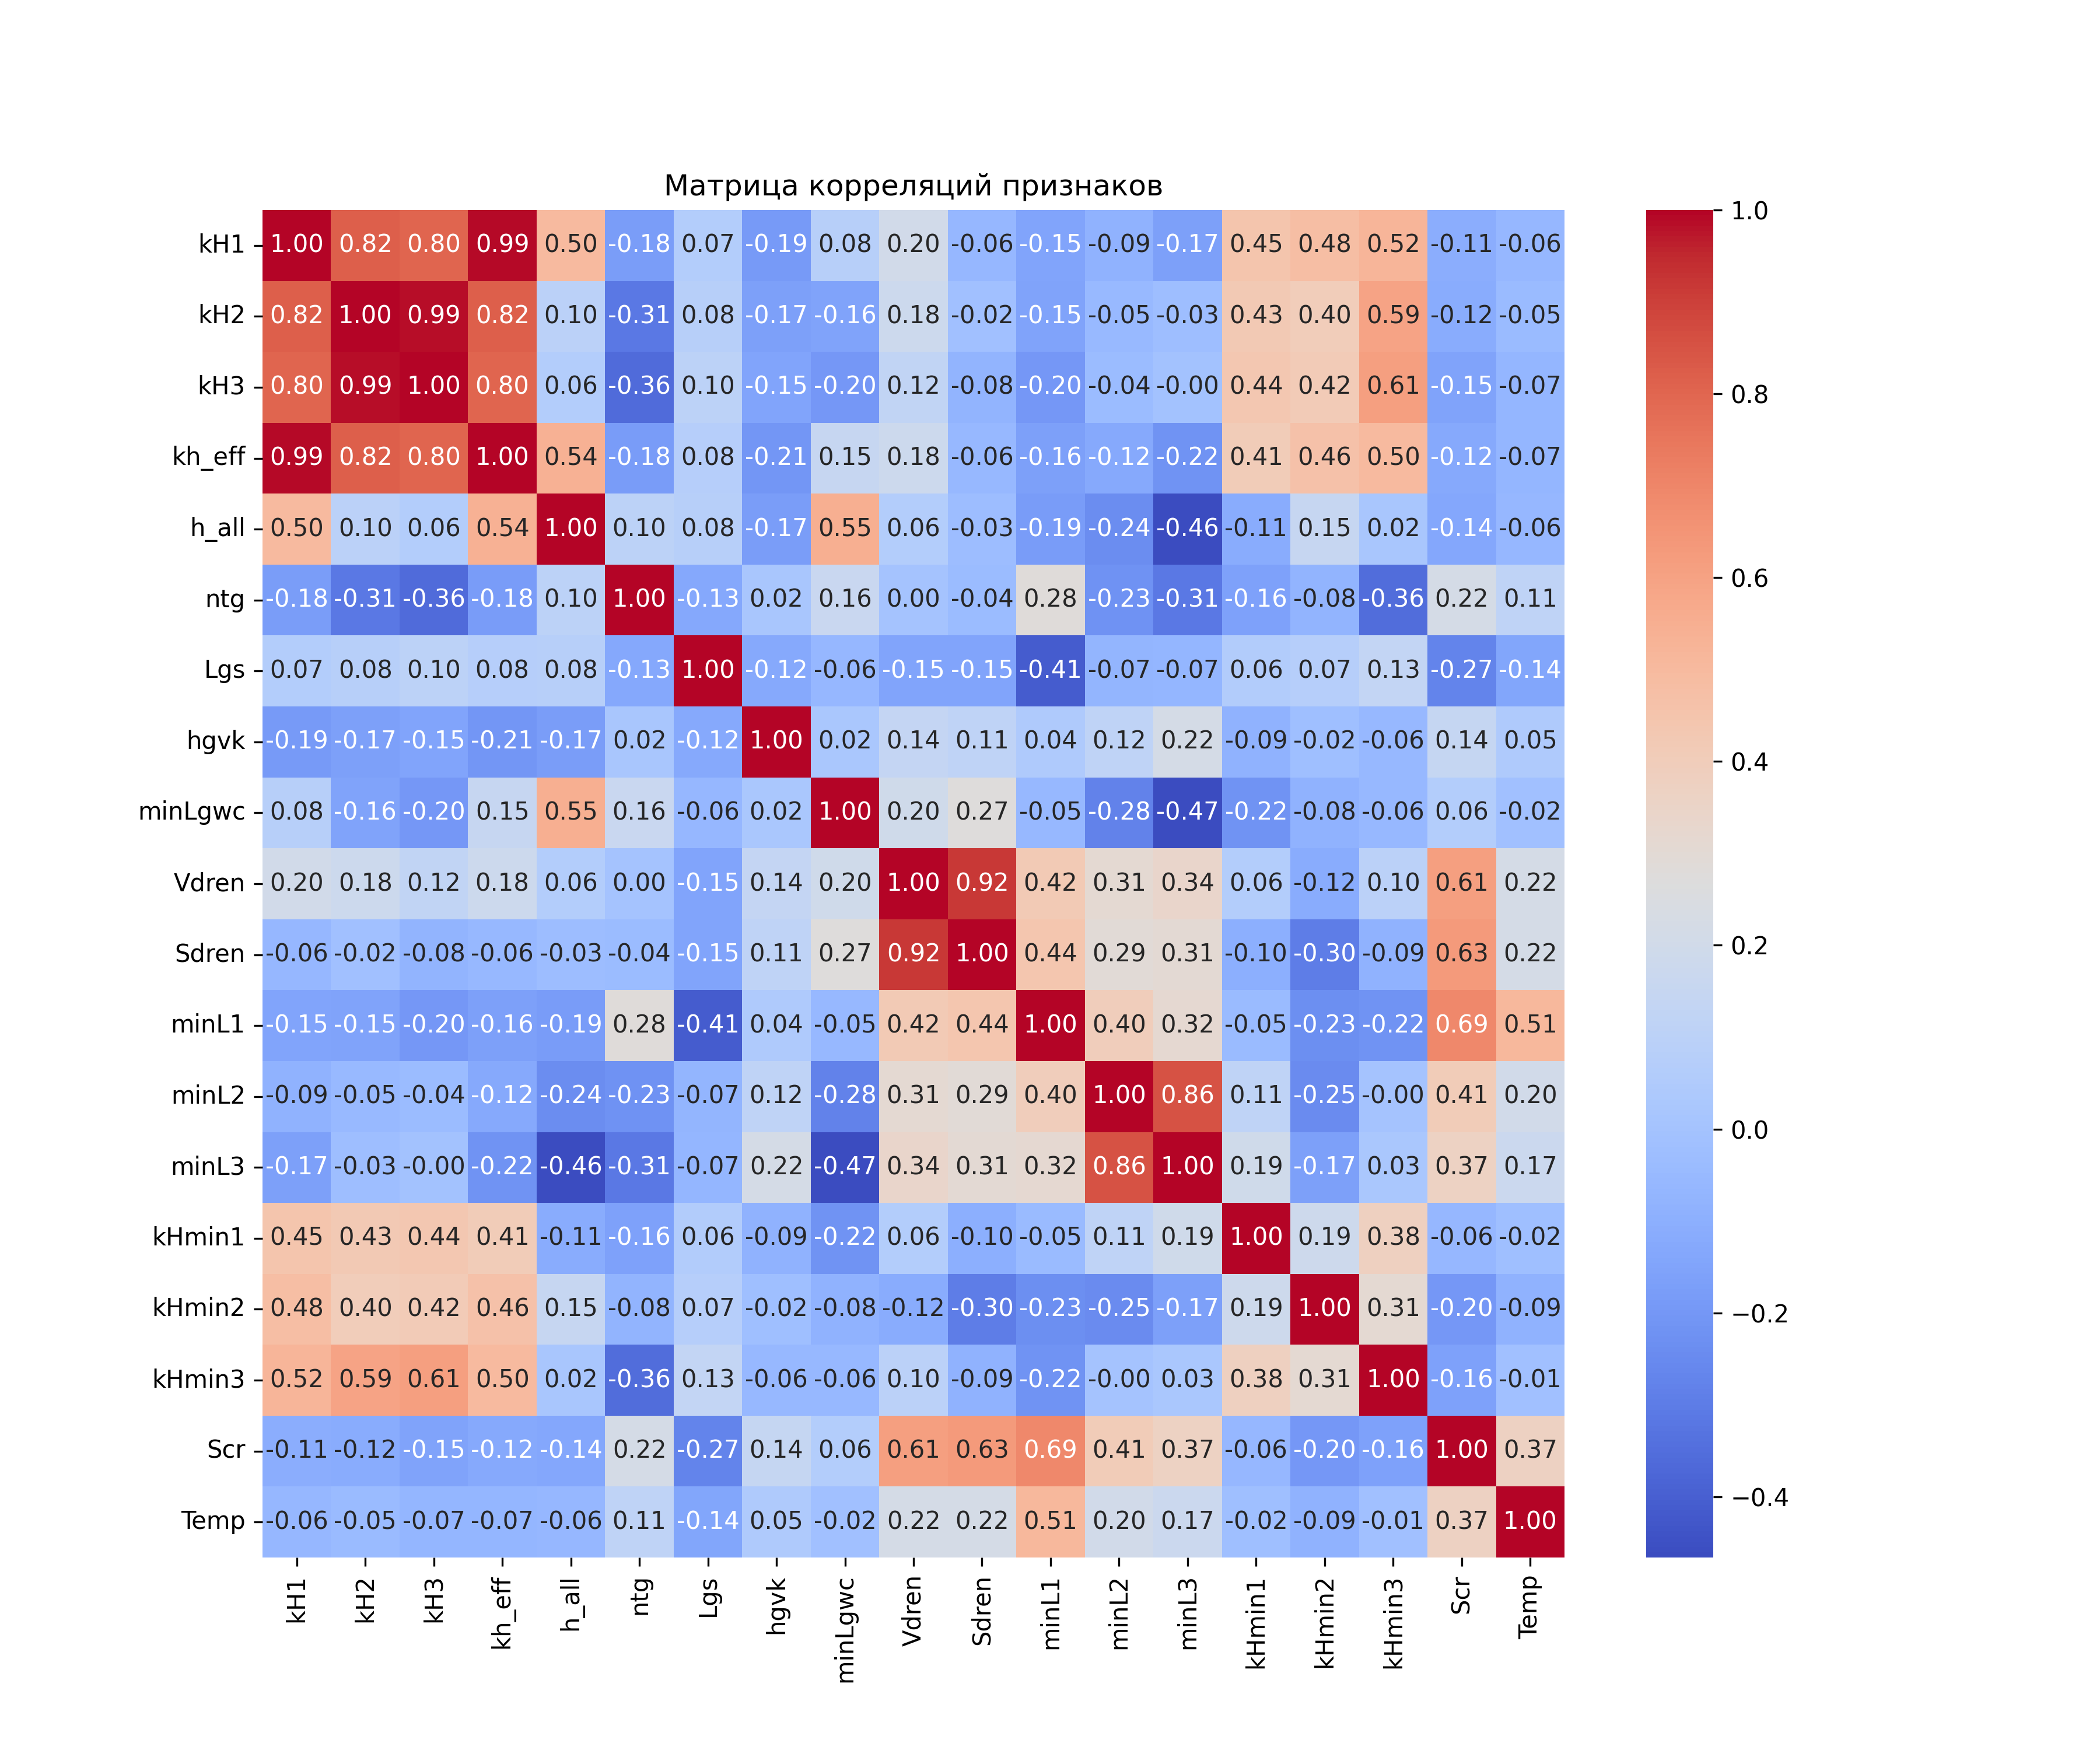 Матрица корреляций признаков
kH1 1.00 0.82 0.80 0.99 0.50 -0.18 0.07 -0.19 0.08 0.20 -0.06 -0.15 -0.09 -0.17 0.45 0.48 0.52 -0.11 -0.06
kH2 0.82 1.00 0.99 0.82 0.10 -0.31 0.08 -0.17 -0.16 0.18 -0.02 -0.15 -0.05 -0.03 0.43 0.40 0.59 -0.12 -0.05
kH3 0.80 0.99 1.00 0.80 0.06 -0.36 0.10 -0.15 -0.20 0.12 -0.08 -0.20 -0.04 -0.00 0.44 0.42 0.61 -0.15 -0.07
kh_eff 0.99 0.82 0.80 1.00 0.54 -0.18 0.08 -0.21 0.15 0.18 -0.06 -0.16 -0.12 -0.22 0.41 0.46 0.50 -0.12 -0.07
h_all 0.50 0.10 0.06 0.54 1.00 0.10 0.08 -0.17 0.55 0.06 -0.03 -0.19 -0.24 -0.46 -0.11 0.15 0.02 -0.14 -0.06
ntg -0.18 -0.31 -0.36 -0.18 0.10 1.00 -0.13 0.02 0.16 0.00 -0.04 0.28 -0.23 -0.31 -0.16 -0.08 -0.36 0.22 0.11
Lgs 0.07 0.08 0.10 0.08 0.08 -0.13 1.00 -0.12 -0.06 -0.15 -0.15 -0.41 -0.07 -0.07 0.06 0.07 0.13 -0.27 -0.14
hgvk -0.19 -0.17 -0.15 -0.21 -0.17 0.02 -0.12 1.00 0.02 0.14 0.11 0.04 0.12 0.22 -0.09 -0.02 -0.06 0.14 0.05
minLgwc 0.08 -0.16 -0.20 0.15 0.55 0.16 -0.06 0.02 1.00 0.20 0.27 -0.05 -0.28 -0.47 -0.22 -0.08 -0.06 0.06 -0.02
Vdren 0.20 0.18 0.12 0.18 0.06 0.00 -0.15 0.14 0.20 1.00 0.92 0.42 0.31 0.34 0.06 -0.12 0.10 0.61 0.22
Sdren -0.06 -0.02 -0.08 -0.06 -0.03 -0.04 -0.15 0.11 0.27 0.92 1.00 0.44 0.29 0.31 -0.10 -0.30 -0.09 0.63 0.22
minL1 -0.15 -0.15 -0.20 -0.16 -0.19 0.28 -0.41 0.04 -0.05 0.42 0.44 1.00 0.40 0.32 -0.05 -0.23 -0.22 0.69 0.51
minL2 -0.09 -0.05 -0.04 -0.12 -0.24 -0.23 -0.07 0.12 -0.28 0.31 0.29 0.40 1.00 0.86 0.11 -0.25 -0.00 0.41 0.20
minL3 -0.17 -0.03 -0.00 -0.22 -0.46 -0.31 -0.07 0.22 -0.47 0.34 0.31 0.32 0.86 1.00 0.19 -0.17 0.03 0.37 0.17
kHmin1 0.45 0.43 0.44 0.41 -0.11 -0.16 0.06 -0.09 -0.22 0.06 -0.10 -0.05 0.11 0.19 1.00 0.19 0.38 -0.06 -0.02
kHmin2 0.48 0.40 0.42 0.46 0.15 -0.08 0.07 -0.02 -0.08 -0.12 -0.30 -0.23 -0.25 -0.17 0.19 1.00 0.31 -0.20 -0.09
kHmin3 0.52 0.59 0.61 0.50 0.02 -0.36 0.13 -0.06 -0.06 0.10 -0.09 -0.22 -0.00 0.03 0.38 0.31 1.00 -0.16 -0.01
Scr -0.11 -0.12 -0.15 -0.12 -0.14 0.22 -0.27 0.14 0.06 0.61 0.63 0.69 0.41 0.37 -0.06 -0.20 -0.16 1.00 0.37
Temp -0.06 -0.05 -0.07 -0.07 -0.06 0.11 -0.14 0.05 -0.02 0.22 0.22 0.51 0.20 0.17 -0.02 -0.09 -0.01 0.37 1.00
kH1 kH2 kH3 kh_eff h_all ntg Lgs hgvk minLgwc Vdren Sdren minL1 minL2 minL3 kHmin1 kHmin2 kHmin3 Scr Temp
1.0
0.8
0.6
0.4
0.2
0.0
−0.2
−0.4